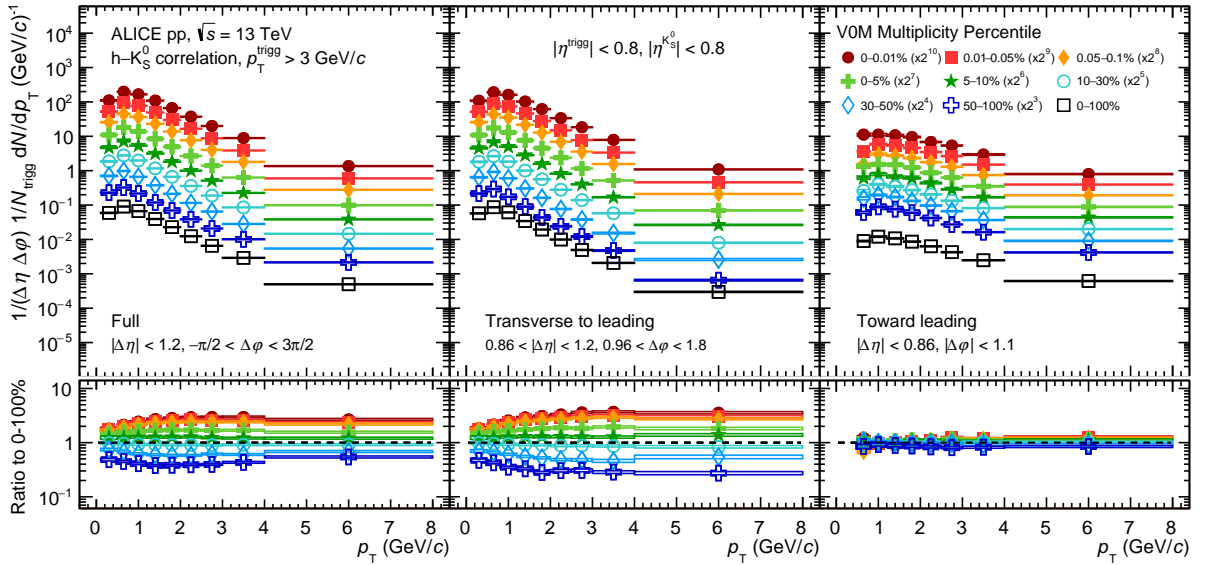 1/(Δη Δφ) 1/N_trigg dN/dp_T (GeV/c)⁻¹
10⁴
10³
10²
10
1
10⁻¹
10⁻²
10⁻³
10⁻⁴
10⁻⁵
ALICE pp, √s = 13 TeV
h–K⁰_S correlation, p_T^trigg > 3 GeV/c
Full
|Δη| < 1.2, −π/2 < Δφ < 3π/2
|η^trigg| < 0.8, |η^K⁰_S| < 0.8
Transverse to leading
0.86 < |Δη| < 1.2, 0.96 < Δφ < 1.8
V0M Multiplicity Percentile
0–0.01% (x2¹⁰) 0.01–0.05% (x2⁹) 0.05–0.1% (x2⁸)
0–5% (x2⁷) 5–10% (x2⁶) 10–30% (x2⁵)
30–50% (x2⁴) 50–100% (x2³) 0–100%
Toward leading
|Δη| < 0.86, |Δφ| < 1.1
Ratio to 0-100%
10
1
10⁻¹
0 1 2 3 4 5 6 7 8
p_T (GeV/c)
0 1 2 3 4 5 6 7 8
p_T (GeV/c)
0 1 2 3 4 5 6 7 8
p_T (GeV/c)